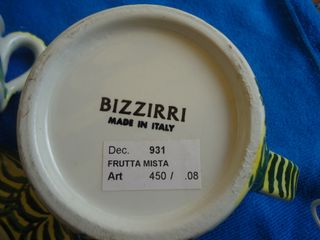 BIZZIRRI
MADE IN ITALY
Dec. 931
FRUTTA MISTA
Art 450 / .08